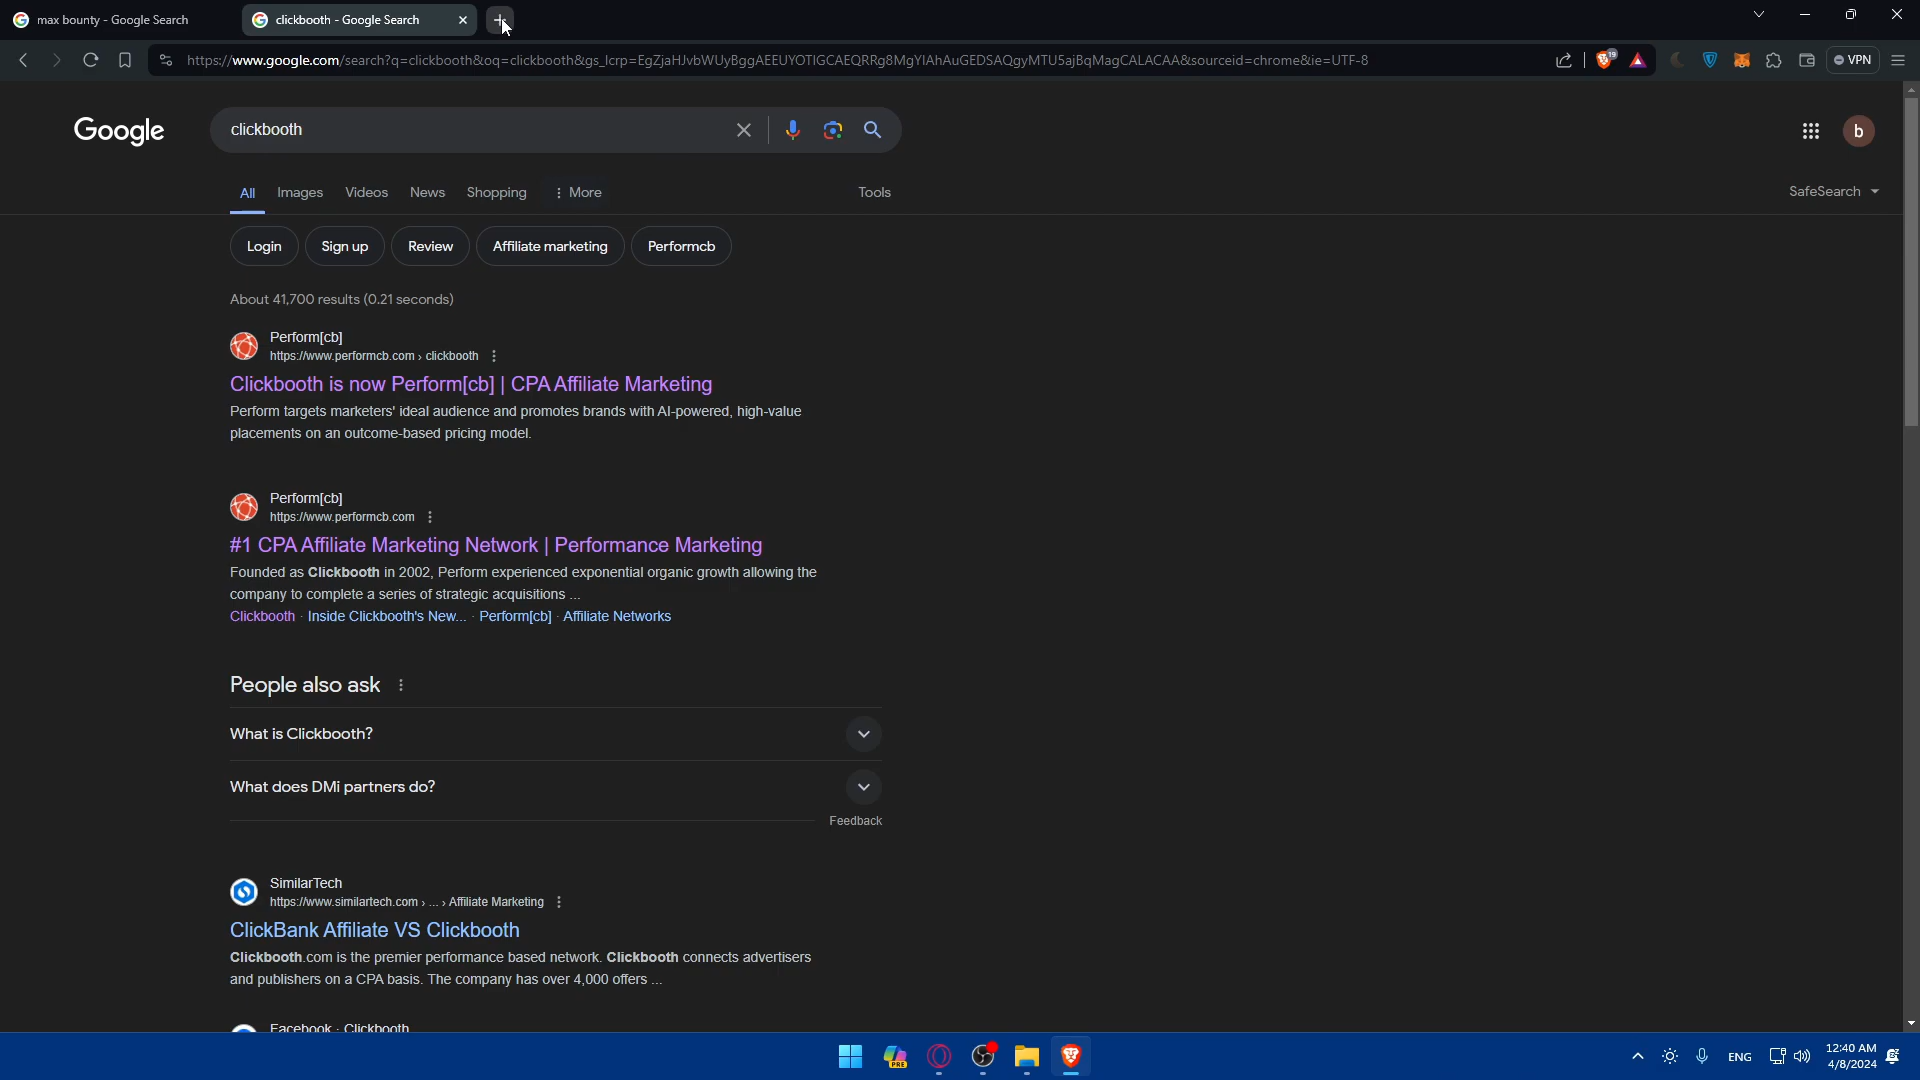 max bounty - Google Search
clickbooth - Google Search
https://www.google.com/search?q=clickbooth&oq=clickbooth&gs_lcrp=EgZjaHJvbWUyBggAEEUYOTIGCAEQRRg8MgYIAhAuGEDSAQgyMTU5ajBqMagCALACAA&sourceid=chrome&ie=UTF-8
19
VPN
Google
clickbooth
b
All
Images
Videos
News
Shopping
More
Tools
SafeSearch
Login
Sign up
Review
Affiliate marketing
Performcb
About 41,700 results (0.21 seconds)
Perform[cb]
https://www.performcb.com › clickbooth
Clickbooth is now Perform[cb] | CPA Affiliate Marketing
Perform targets marketers' ideal audience and promotes brands with AI-powered, high-value
placements on an outcome-based pricing model.
Perform[cb]
https://www.performcb.com
#1 CPA Affiliate Marketing Network | Performance Marketing
Founded as Clickbooth in 2002, Perform experienced exponential organic growth allowing the
company to complete a series of strategic acquisitions ...
Clickbooth · Inside Clickbooth's New... · Perform[cb] · Affiliate Networks
People also ask
What is Clickbooth?
What does DMi partners do?
Feedback
SimilarTech
https://www.similartech.com › ... › Affiliate Marketing
ClickBank Affiliate VS Clickbooth
Clickbooth.com is the premier performance based network. Clickbooth connects advertisers
and publishers on a CPA basis. The company has over 4,000 offers ...
Facebook · Clickbooth
PRE
ENG
12:40 AM
4/8/2024